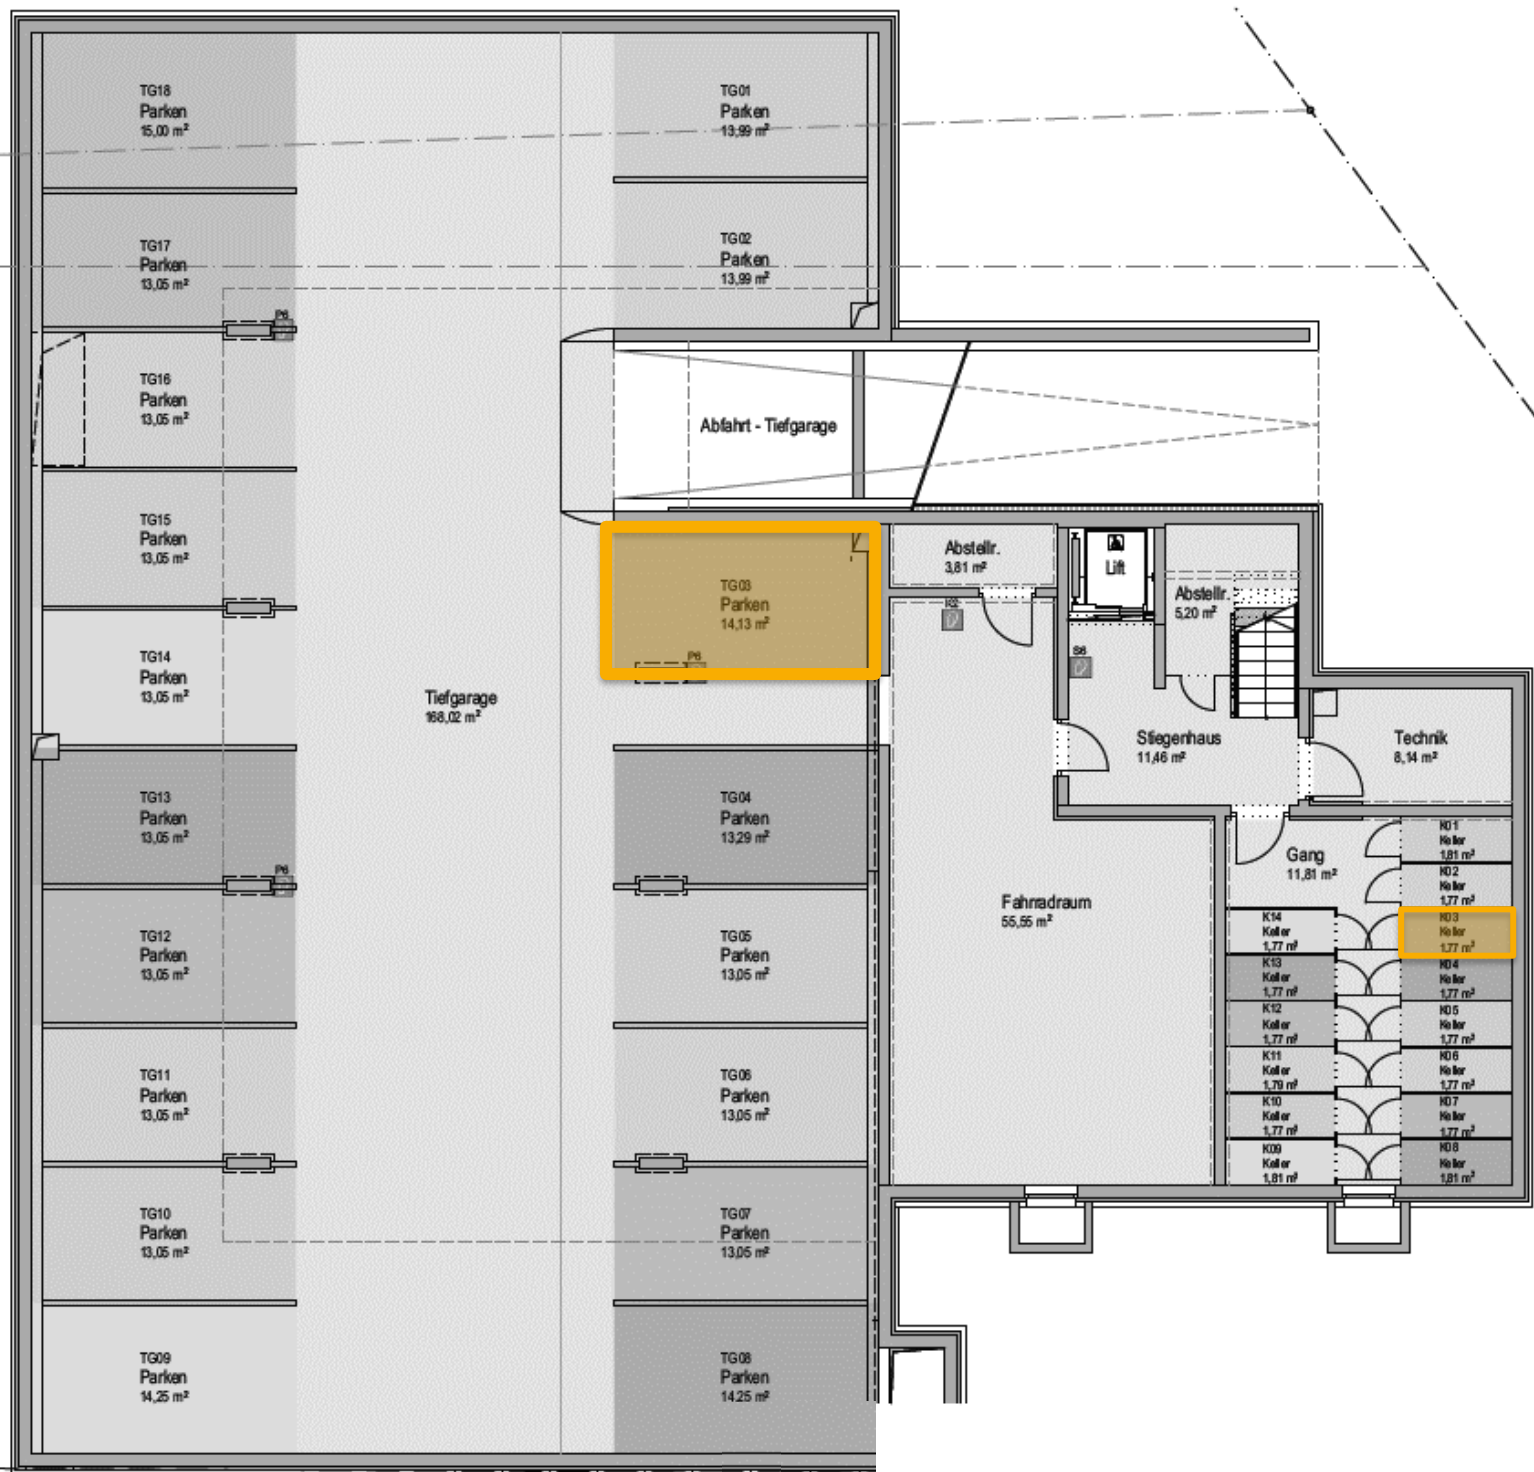 TG18
Parken
15,00 m²
TG01
Parken
13,99 m²
TG17
Parken
13,05 m²
TG02
Parken
13,99 m²
P6
TG16
Parken
13,05 m²
Abfahrt - Tiefgarage
TG15
Parken
13,05 m²
TG03
Parken
14,13 m²
P6
Abstellr.
3,81 m²
Lift
Abstellr.
5,20 m²
S6
TG14
Parken
13,05 m²
Tiefgarage
168,02 m²
Stiegenhaus
11,46 m²
Technik
8,14 m²
TG13
Parken
13,05 m²
TG04
Parken
13,29 m²
P6
Gang
11,81 m²
K01
Keller
1,81 m²
K02
Keller
1,77 m²
Fahrradraum
55,55 m²
TG12
Parken
13,05 m²
TG05
Parken
13,05 m²
K14
Keller
1,77 m²
K03
Keller
1,77 m²
K13
Keller
1,77 m²
K04
Keller
1,77 m²
K12
Keller
1,77 m²
K05
Keller
1,77 m²
TG11
Parken
13,05 m²
TG06
Parken
13,05 m²
K11
Keller
1,79 m²
K06
Keller
1,77 m²
K10
Keller
1,77 m²
K07
Keller
1,77 m²
K09
Keller
1,81 m²
K08
Keller
1,81 m²
TG10
Parken
13,05 m²
TG07
Parken
13,05 m²
TG09
Parken
14,25 m²
TG08
Parken
14,25 m²